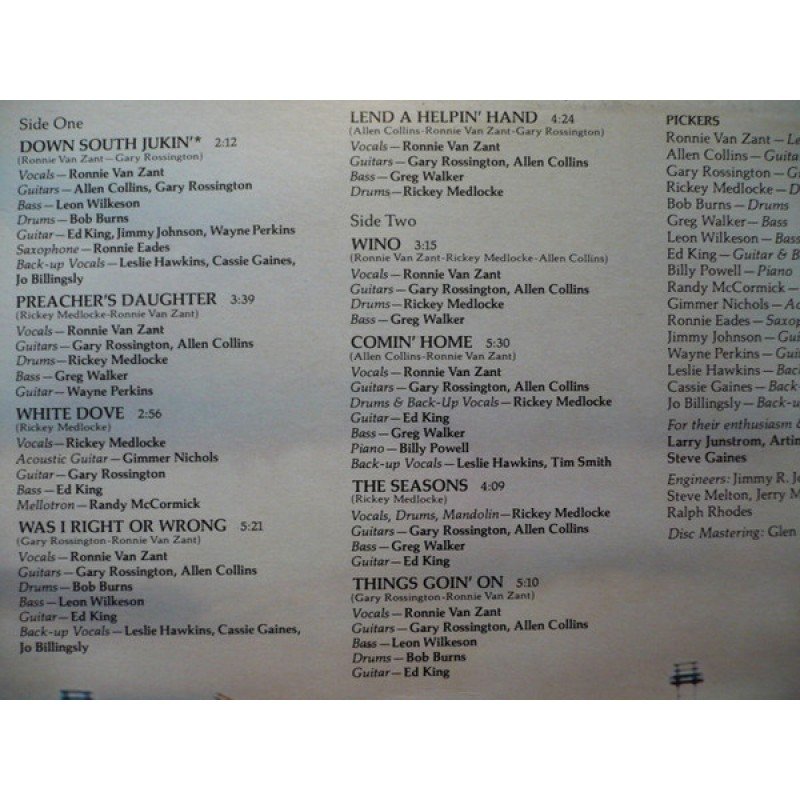 Side One
DOWN SOUTH JUKIN'* 2:12
(Ronnie Van Zant—Gary Rossington)
Vocals—Ronnie Van Zant
Guitars—Allen Collins, Gary Rossington
Bass—Leon Wilkeson
Drums—Bob Burns
Guitar—Ed King, Jimmy Johnson, Wayne Perkins
Saxophone—Ronnie Eades
Back-up Vocals—Leslie Hawkins, Cassie Gaines,
Jo Billingsly
PREACHER'S DAUGHTER 3:39
(Rickey Medlocke-Ronnie Van Zant)
Vocals—Ronnie Van Zant
Guitars—Gary Rossington, Allen Collins
Drums—Rickey Medlocke
Bass—Greg Walker
Guitar—Wayne Perkins
WHITE DOVE 2:56
(Rickey Medlocke)
Vocals—Rickey Medlocke
Acoustic Guitar—Gimmer Nichols
Guitar—Gary Rossington
Bass—Ed King
Mellotron—Randy McCormick
WAS I RIGHT OR WRONG 5:21
(Gary Rossington-Ronnie Van Zant)
Vocals—Ronnie Van Zant
Guitars—Gary Rossington, Allen Collins
Drums—Bob Burns
Bass—Leon Wilkeson
Guitar—Ed King
Back-up Vocals—Leslie Hawkins, Cassie Gaines,
Jo Billingsly
LEND A HELPIN' HAND 4:24
(Allen Collins-Ronnie Van Zant-Gary Rossington)
Vocals—Ronnie Van Zant
Guitars—Gary Rossington, Allen Collins
Bass—Greg Walker
Drums—Rickey Medlocke
Side Two
WINO 3:15
(Ronnie Van Zant-Rickey Medlocke-Allen Collins)
Vocals—Ronnie Van Zant
Guitars—Gary Rossington, Allen Collins
Drums—Rickey Medlocke
Bass—Greg Walker
COMIN' HOME 5:30
(Allen Collins-Ronnie Van Zant)
Vocals—Ronnie Van Zant
Guitars—Gary Rossington, Allen Collins
Drums & Back-Up Vocals—Rickey Medlocke
Guitar—Ed King
Bass—Greg Walker
Piano—Billy Powell
Back-up Vocals—Leslie Hawkins, Tim Smith
THE SEASONS 4:09
(Rickey Medlocke)
Vocals, Drums, Mandolin—Rickey Medlocke
Guitars—Gary Rossington, Allen Collins
Bass—Greg Walker
Guitar—Ed King
THINGS GOIN' ON 5:10
(Gary Rossington-Ronnie Van Zant)
Vocals—Ronnie Van Zant
Guitars—Gary Rossington, Allen Collins
Bass—Leon Wilkeson
Drums—Bob Burns
Guitar—Ed King
PICKERS
Ronnie Van Zant—Le
Allen Collins—Guita
Gary Rossington—G
Rickey Medlocke—D
Bob Burns—Drums
Greg Walker—Bass
Leon Wilkeson—Bass
Ed King—Guitar & B
Billy Powell—Piano
Randy McCormick—
Gimmer Nichols—Ac
Ronnie Eades—Saxop
Jimmy Johnson—Gui
Wayne Perkins—Gu
Leslie Hawkins—Back
Cassie Gaines—Back
Jo Billingsly—Back-u
For their enthusiasm &
Larry Junstrom, Artin
Steve Gaines
Engineers: Jimmy R. Jo
Steve Melton, Jerry M
Ralph Rhodes
Disc Mastering: Glen